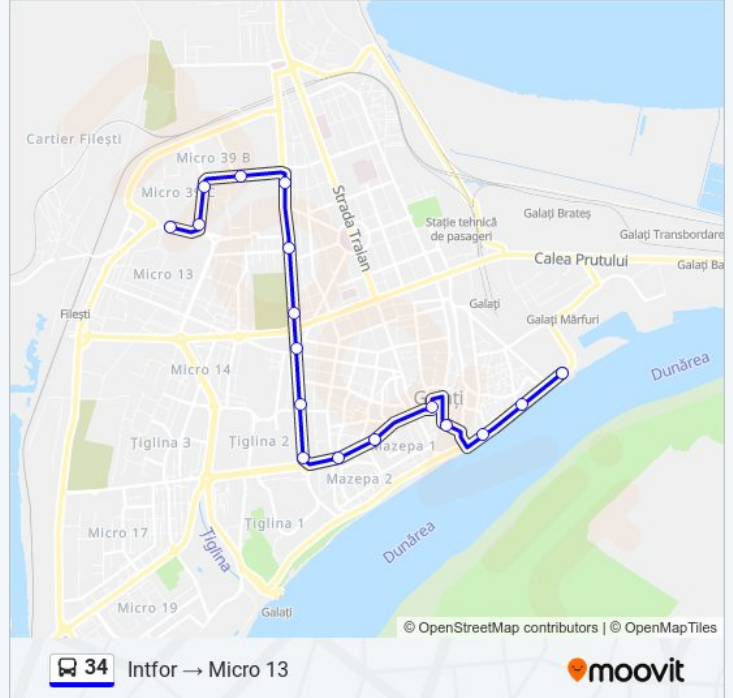 Cartier Filești
Micro 39 B
Micro 39 E
Strada Traian
Stație tehnică
de pasageri
Galați Brateș
Galați Transbordare
Calea Prutului
Galați Ba
Micro 13
Filești
Galați
Galați Mărfuri
Dunărea
Micro 14
Galați
Țiglina 3
Țiglina 2
Mazepa 1
Mazepa 2
Țiglina 1
Micro 17
Țiglina
Dunărea
Micro 19
Galați
© OpenStreetMap contributors | © OpenMapTiles
34 Intfor → Micro 13
moovit